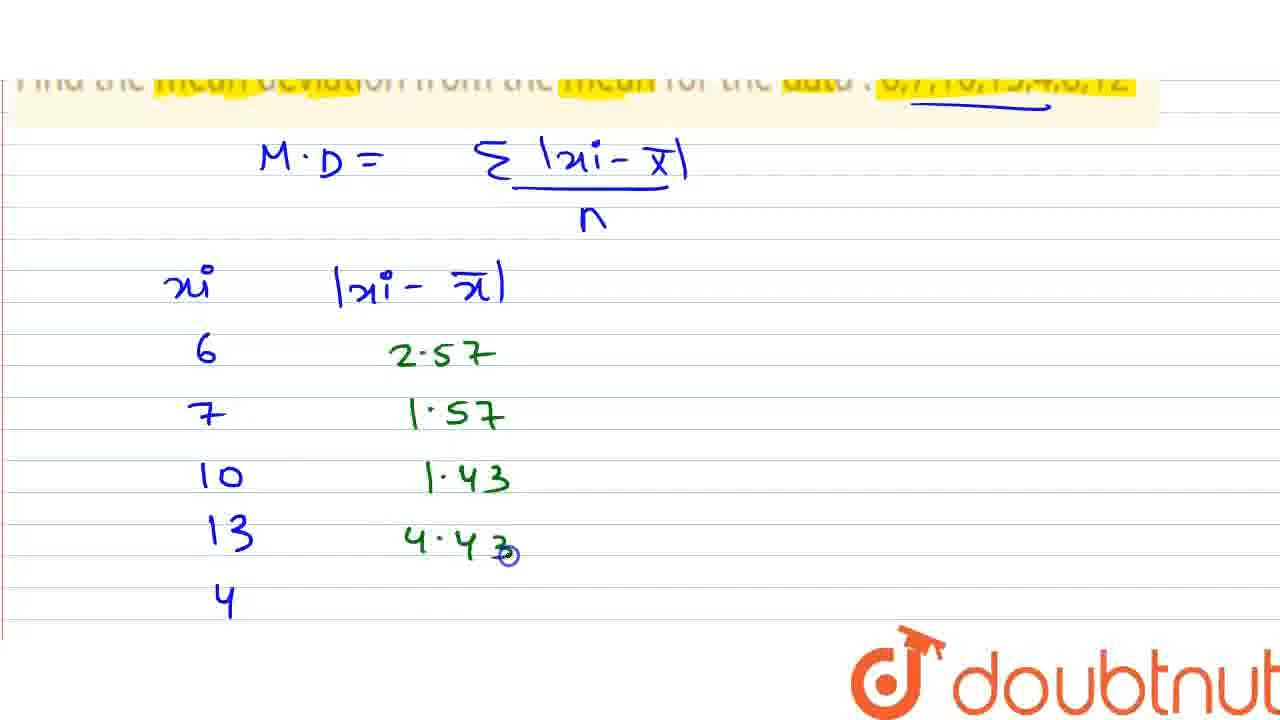 Find the mean deviation from the mean for the data : 6,7,10,13,4,8,12
M.D = Σ |xi - x̄|
n
xi |xi - x̄|
6 2.57
7 1.57
10 1.43
13 4.43
4
doubtnut